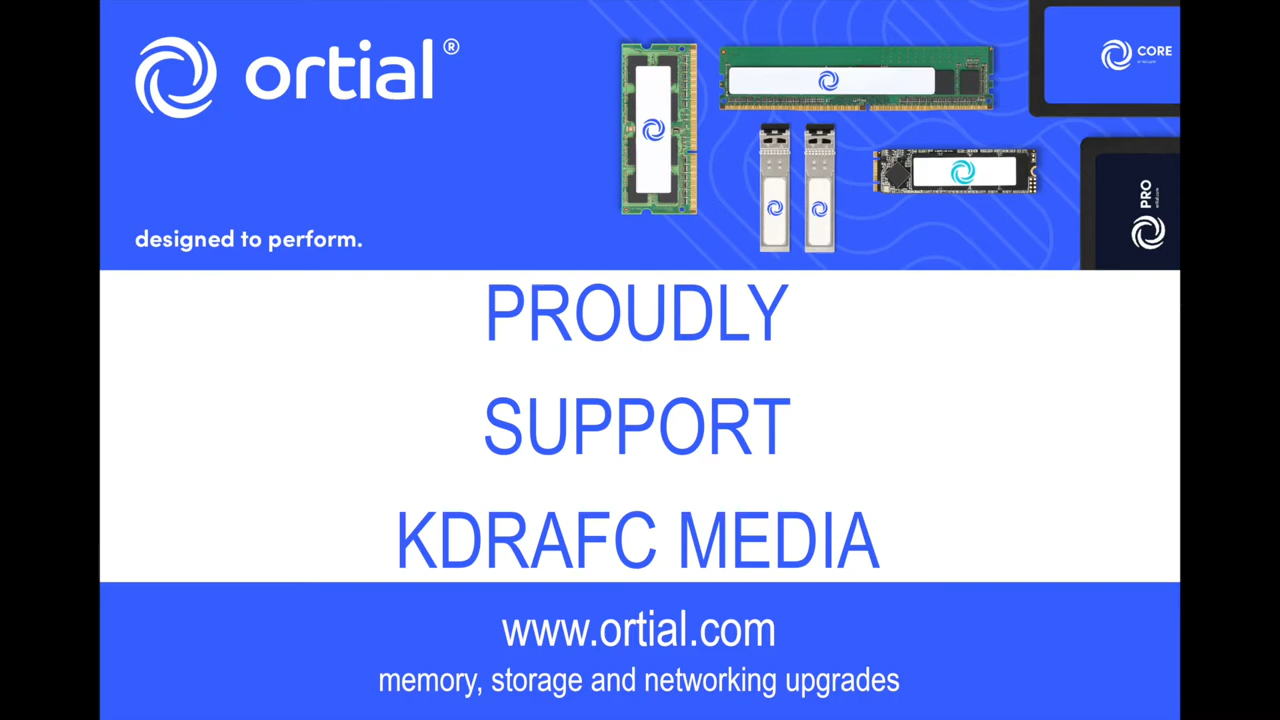 ortial®
CORE
PRO
designed to perform.
PROUDLY
SUPPORT
KDRAFC MEDIA
www.ortial.com
memory, storage and networking upgrades